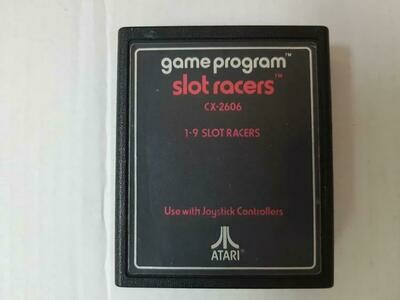 game program™
slot racers™
CX-2606
1-9 SLOT RACERS
Use with Joystick Controllers
ATARI®